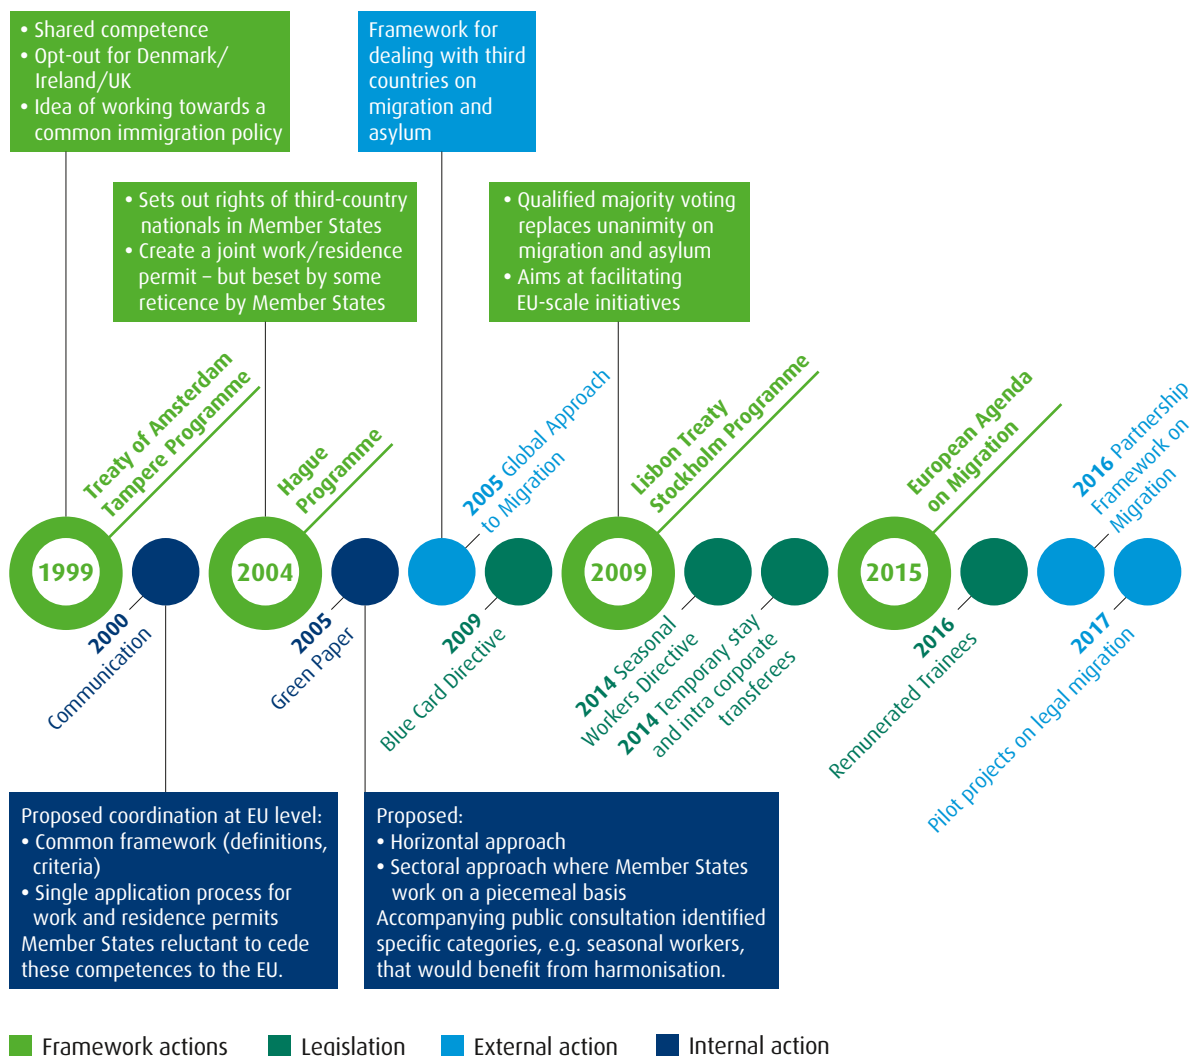 • Shared competence
• Opt-out for Denmark/
Ireland/UK
• Idea of working towards a
common immigration policy
Framework for
dealing with third
countries on
migration and
asylum
• Sets out rights of third-country
nationals in Member States
• Create a joint work/residence
permit – but beset by some
reticence by Member States
• Qualified majority voting
replaces unanimity on
migration and asylum
• Aims at facilitating
EU-scale initiatives
Treaty of Amsterdam
Tampere Programme
Hague
Programme
2005 Global Approach
to Migration
Lisbon Treaty
Stockholm Programme
European Agenda
on Migration
2016 Partnership
Framework on
Migration
1999
2004
2009
2015
2000
Communication
2005
Green Paper
2009
Blue Card Directive
2014 Seasonal
Workers Directive
2014 Temporary stay
and intra corporate
transferees
2016
Remunerated Trainees
2017
Pilot projects on legal migration
Proposed coordination at EU level:
• Common framework (definitions,
criteria)
• Single application process for
work and residence permits
Member States reluctant to cede
these competences to the EU.
Proposed:
• Horizontal approach
• Sectoral approach where Member States
work on a piecemeal basis
Accompanying public consultation identified
specific categories, e.g. seasonal workers,
that would benefit from harmonisation.
Framework actions
Legislation
External action
Internal action